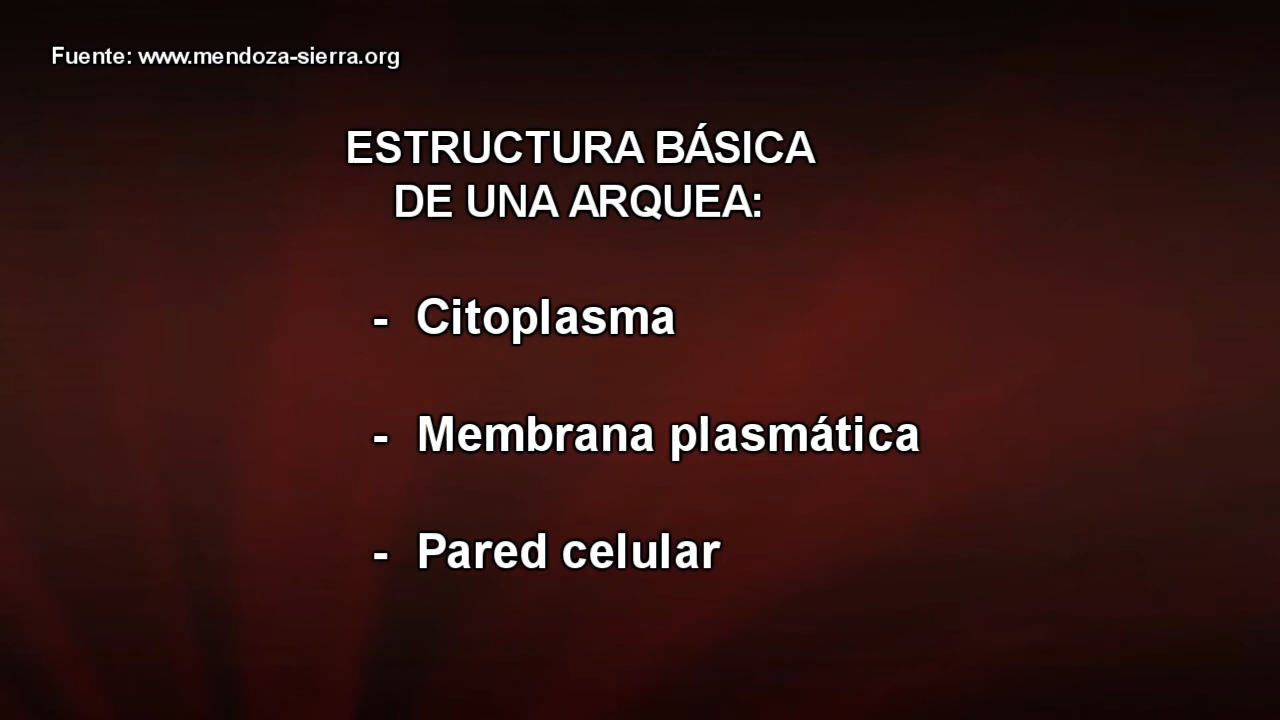 Fuente: www.mendoza-sierra.org
ESTRUCTURA BÁSICA
DE UNA ARQUEA:
- Citoplasma
- Membrana plasmática
- Pared celular